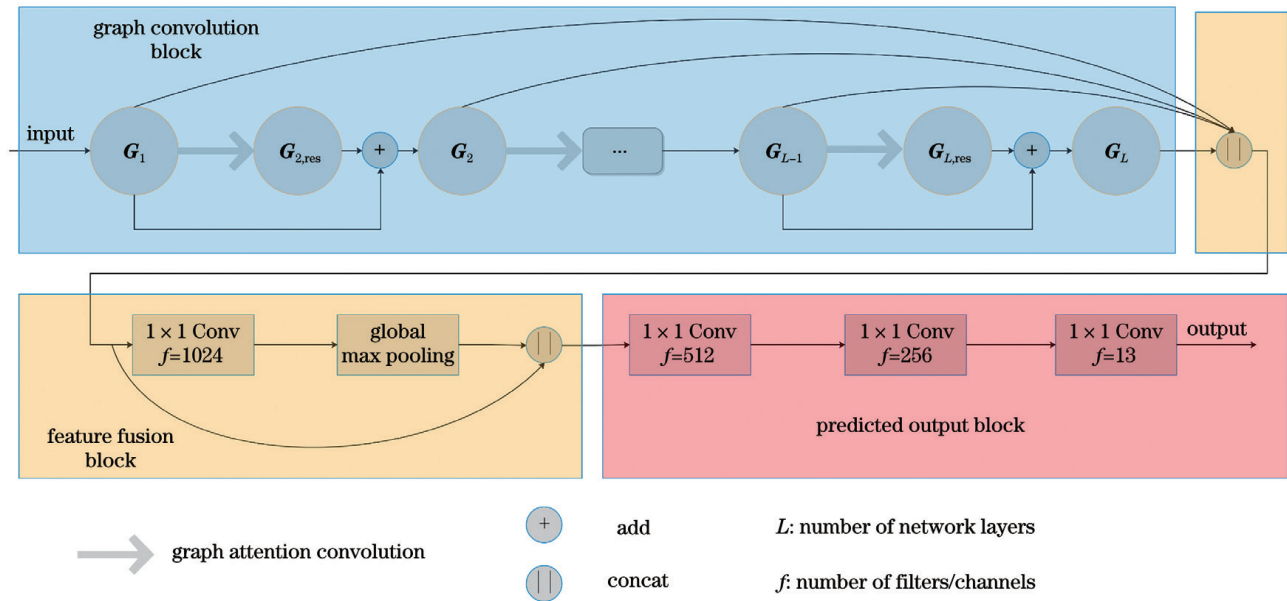 graph convolution
block
input
G1
G2,res
+
G2
...
GL−1
GL,res
+
GL
||
1 × 1 Conv
f=1024
global
max pooling
||
1 × 1 Conv
f=512
1 × 1 Conv
f=256
1 × 1 Conv
f=13
output
feature fusion
block
predicted output block
graph attention convolution
+
add
||
concat
L: number of network layers
f: number of filters/channels